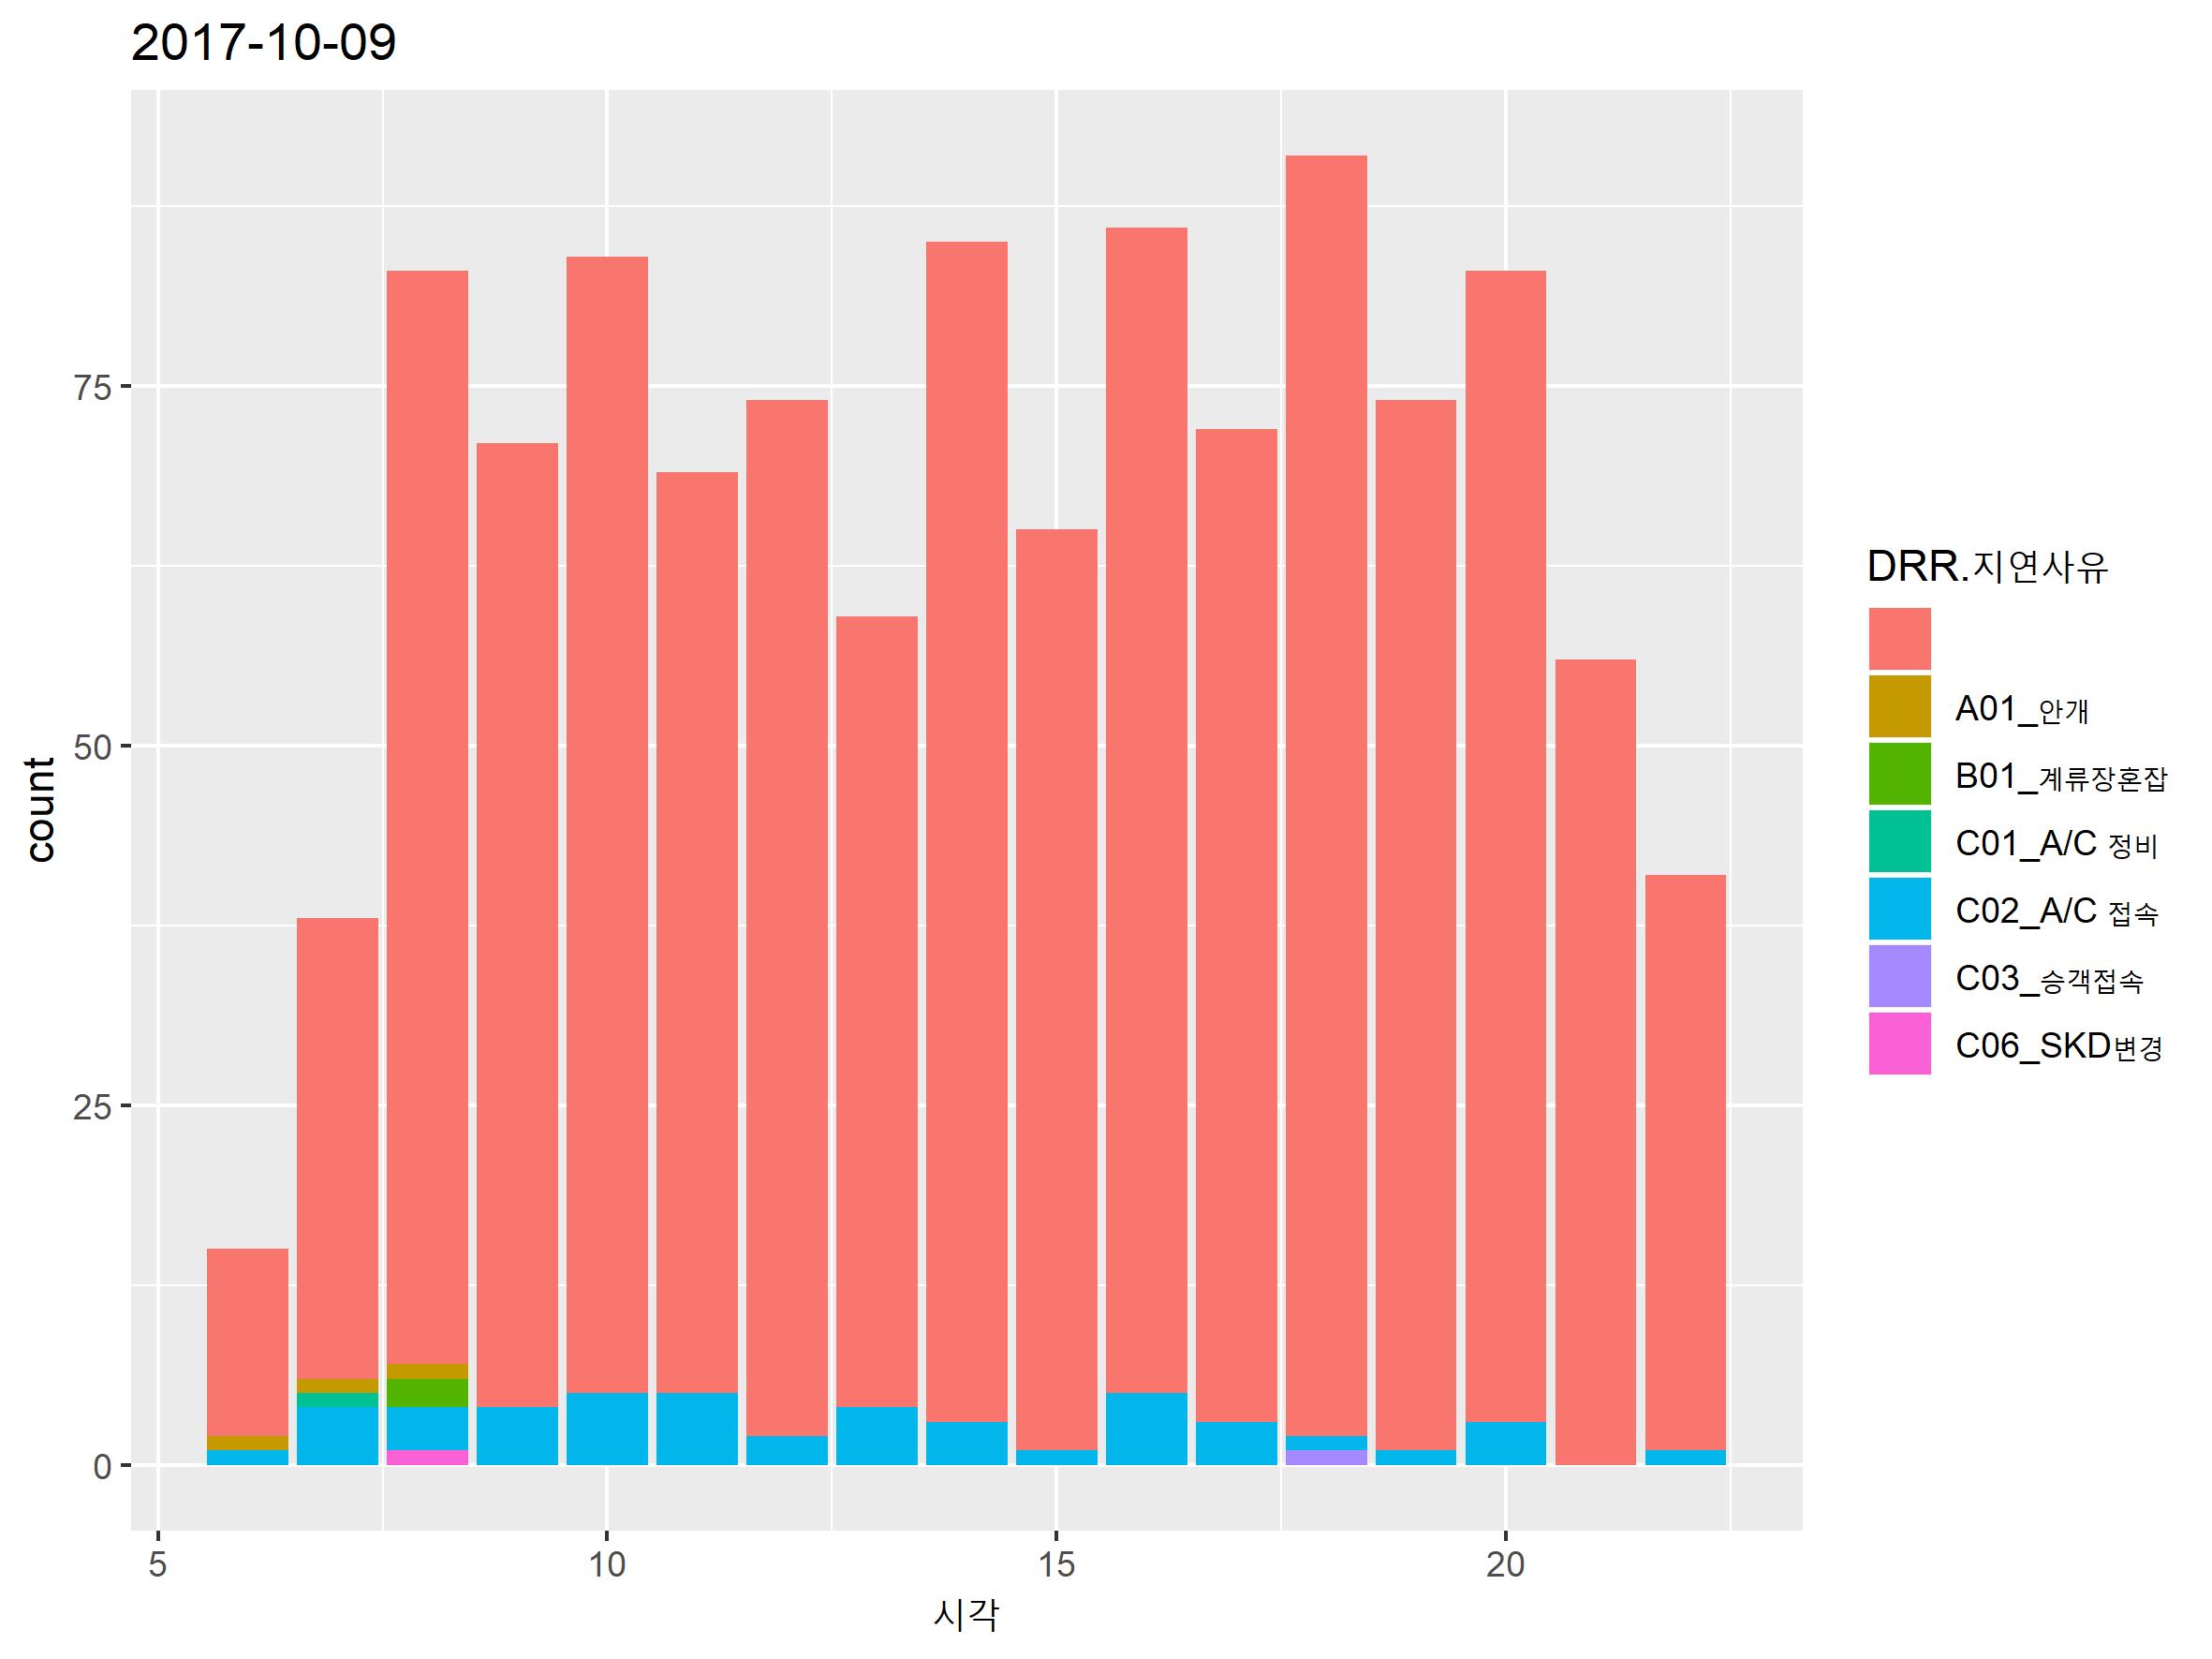 2017-10-09
count
75
50
25
0
5 10 15 20
시각
DRR.지연사유
A01_안개
B01_계류장혼잡
C01_A/C 정비
C02_A/C 접속
C03_승객접속
C06_SKD변경